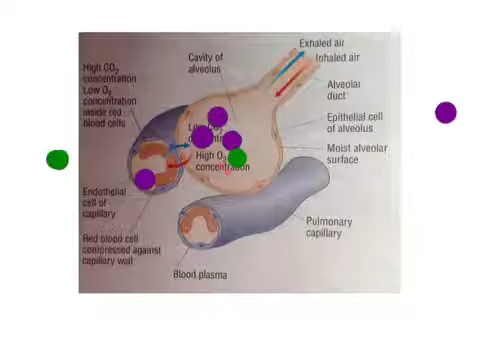 Exhaled air
Inhaled air
Cavity of
alveolus
High CO₂
concentration
Low O₂
concentration
inside red
blood cells
Alveolar
duct
Epithelial cell
of alveolus
Moist alveolar
surface
High O₂
concentration
Endothelial
cell of
capillary
Red blood cell
compressed against
capillary wall
Pulmonary
capillary
Blood plasma